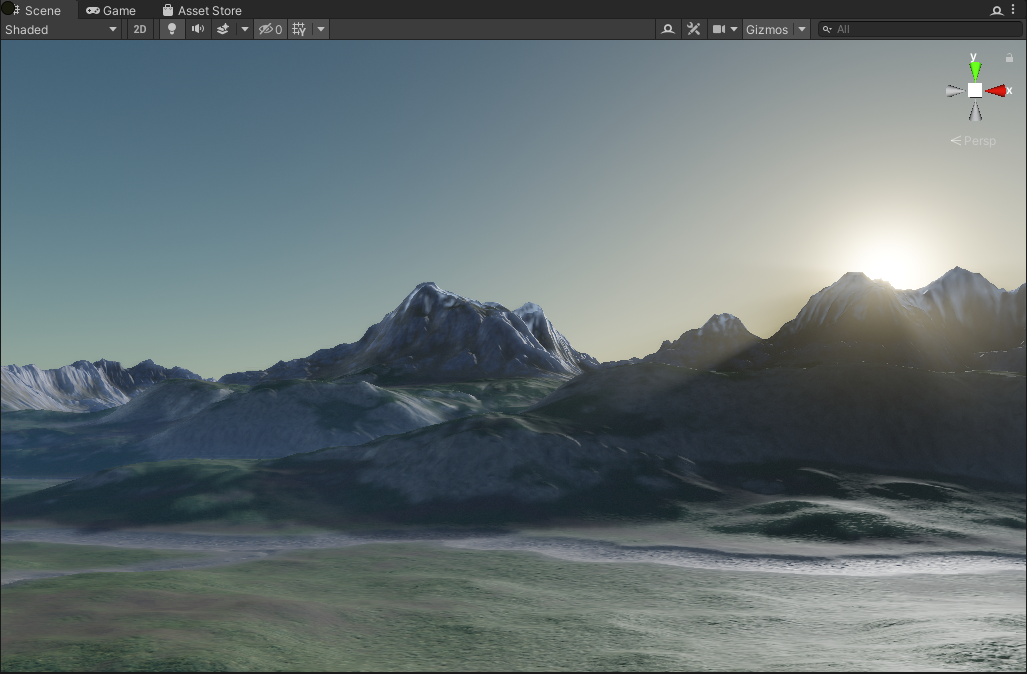 Scene Game Asset Store
Shaded 2D 0 Gizmos All
y
x
Persp